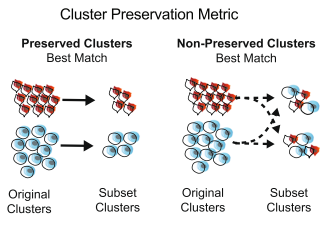 Cluster Preservation Metric
Preserved Clusters
Best Match
Non-Preserved Clusters
Best Match
Original
Clusters
Subset
Clusters
Original
Clusters
Subset
Clusters